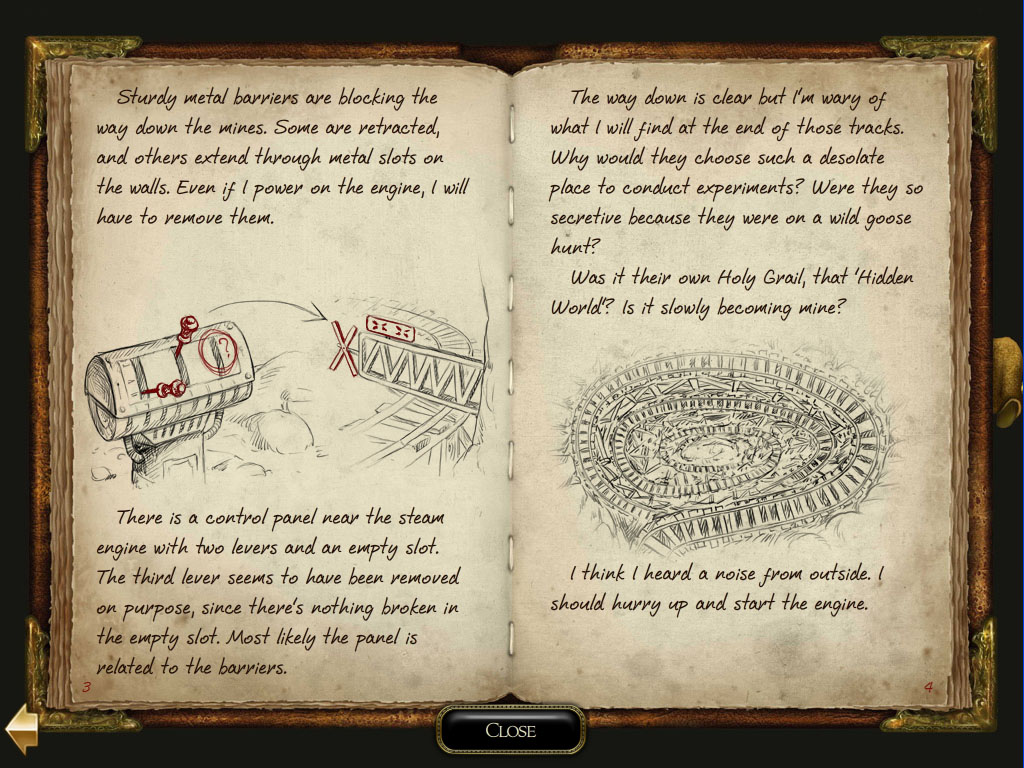 Sturdy metal barriers are blocking the
way down the mines. Some are retracted,
and others extend through metal slots on
the walls. Even if I power on the engine, I will
have to remove them.
?
There is a control panel near the steam
engine with two levers and an empty slot.
The third lever seems to have been removed
on purpose, since there's nothing broken in
the empty slot. Most likely the panel is
related to the barriers.
3
The way down is clear but I'm wary of
what I will find at the end of those tracks.
Why would they choose such a desolate
place to conduct experiments? Were they so
secretive because they were on a wild goose
hunt?
Was it their own Holy Grail, that 'Hidden
World'? Is it slowly becoming mine?
I think I heard a noise from outside. I
should hurry up and start the engine.
4
CLOSE